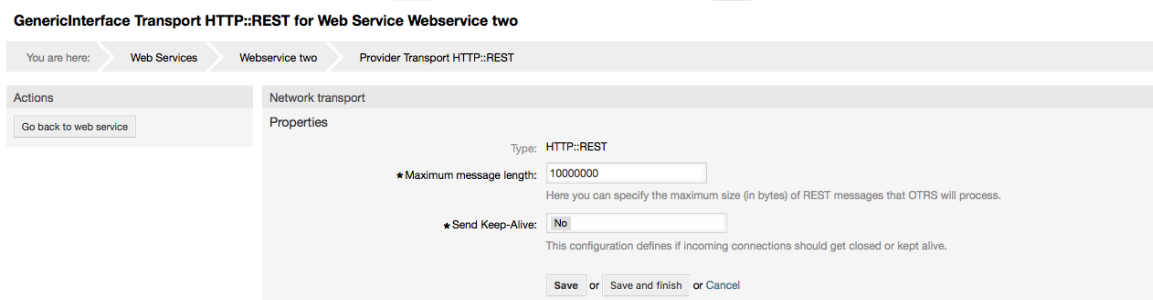 GenericInterface Transport HTTP::REST for Web Service Webservice two
You are here: Web Services Webservice two Provider Transport HTTP::REST
Actions
Go back to web service
Network transport
Properties
Type: HTTP::REST
★ Maximum message length: 10000000
Here you can specify the maximum size (in bytes) of REST messages that OTRS will process.
★ Send Keep-Alive: No
This configuration defines if incoming connections should get closed or kept alive.
Save or Save and finish or Cancel